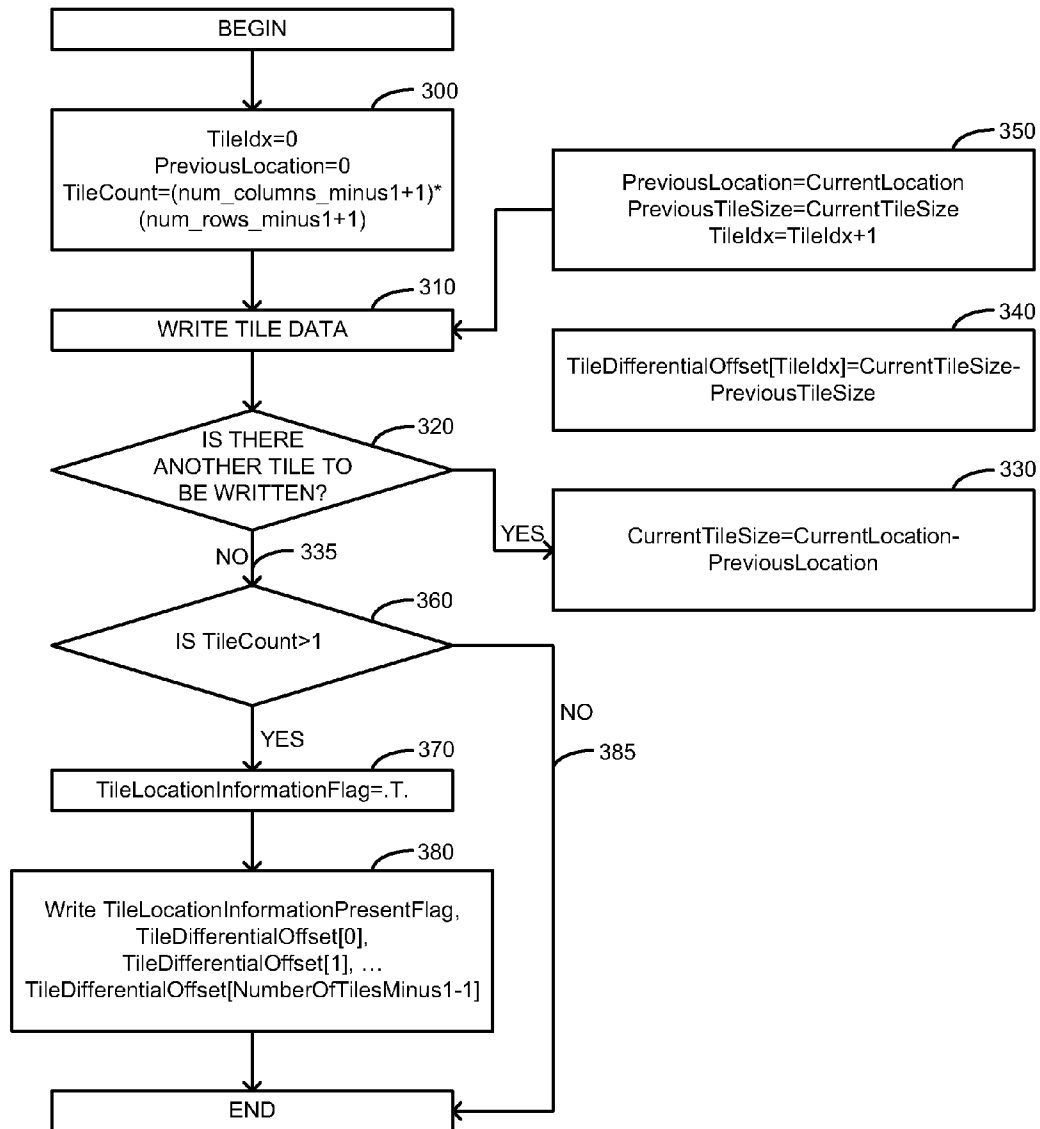 BEGIN
300
TileIdx=0
PreviousLocation=0
TileCount=(num_columns_minus1+1)*
(num_rows_minus1+1)
310
WRITE TILE DATA
350
PreviousLocation=CurrentLocation
PreviousTileSize=CurrentTileSize
TileIdx=TileIdx+1
340
TileDifferentialOffset[TileIdx]=CurrentTileSize-
PreviousTileSize
320
IS THERE
ANOTHER TILE TO
BE WRITTEN?
YES
330
CurrentTileSize=CurrentLocation-
PreviousLocation
NO
335
360
IS TileCount>1
NO
385
YES
370
TileLocationInformationFlag=.T.
380
Write TileLocationInformationPresentFlag,
TileDifferentialOffset[0],
TileDifferentialOffset[1], …
TileDifferentialOffset[NumberOfTilesMinus1-1]
END